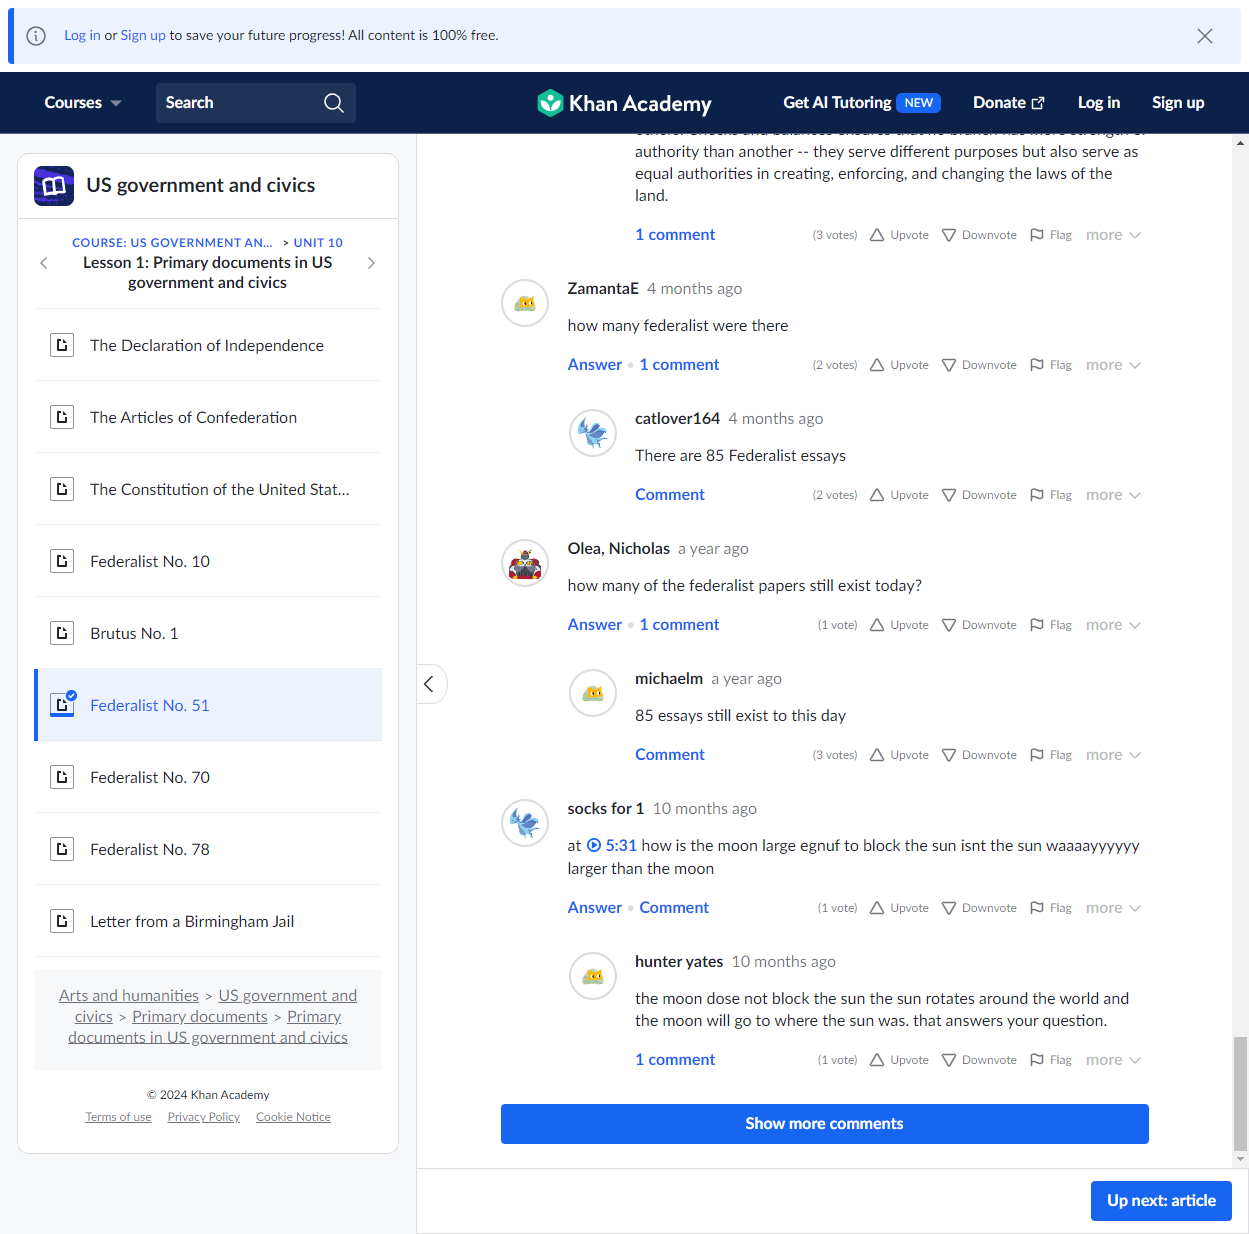 Log in or Sign up to save your future progress! All content is 100% free.
Courses
Search
Khan Academy
Get AI Tutoring NEW
Donate
Log in
Sign up
US government and civics
COURSE: US GOVERNMENT AN... > UNIT 10
Lesson 1: Primary documents in US
government and civics
The Declaration of Independence
The Articles of Confederation
The Constitution of the United Stat...
Federalist No. 10
Brutus No. 1
Federalist No. 51
Federalist No. 70
Federalist No. 78
Letter from a Birmingham Jail
Arts and humanities > US government and
civics > Primary documents > Primary
documents in US government and civics
© 2024 Khan Academy
Terms of use Privacy Policy Cookie Notice
authority than another -- they serve different purposes but also serve as
equal authorities in creating, enforcing, and changing the laws of the
land.
1 comment (3 votes) Upvote Downvote Flag more
ZamantaE 4 months ago
how many federalist were there
Answer • 1 comment (2 votes) Upvote Downvote Flag more
catlover164 4 months ago
There are 85 Federalist essays
Comment (2 votes) Upvote Downvote Flag more
Olea, Nicholas a year ago
how many of the federalist papers still exist today?
Answer • 1 comment (1 vote) Upvote Downvote Flag more
michaelm a year ago
85 essays still exist to this day
Comment (3 votes) Upvote Downvote Flag more
socks for 1 10 months ago
at 5:31 how is the moon large egnuf to block the sun isnt the sun waaaayyyyyy
larger than the moon
Answer • Comment (1 vote) Upvote Downvote Flag more
hunter yates 10 months ago
the moon dose not block the sun the sun rotates around the world and
the moon will go to where the sun was. that answers your question.
1 comment (1 vote) Upvote Downvote Flag more
Show more comments
Up next: article